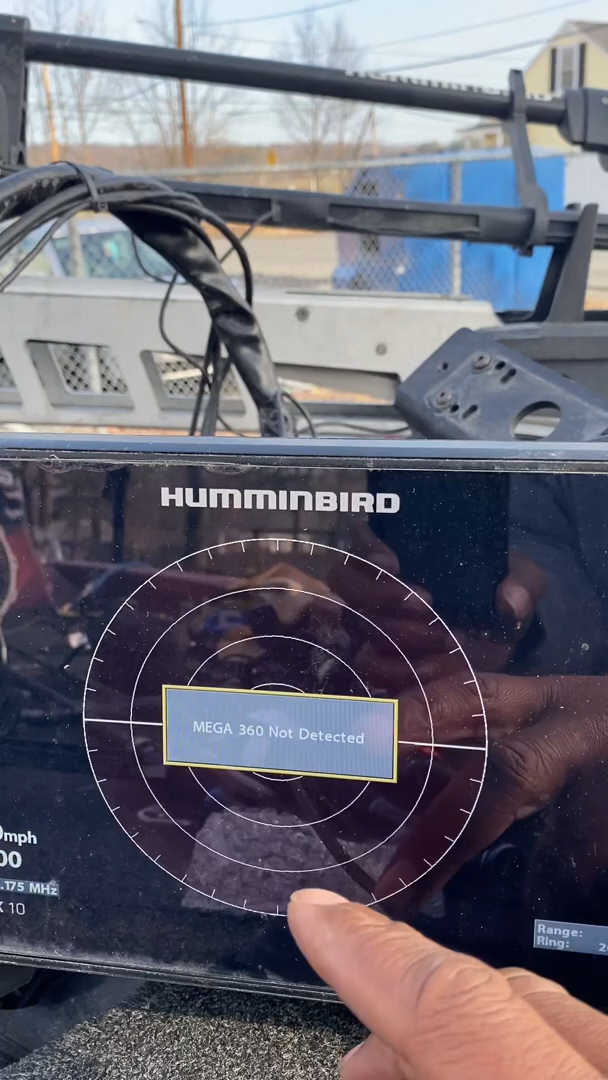 HUMMINBIRD
MEGA 360 Not Detected
mph
00
.175 MHz
10
Range:
Ring: